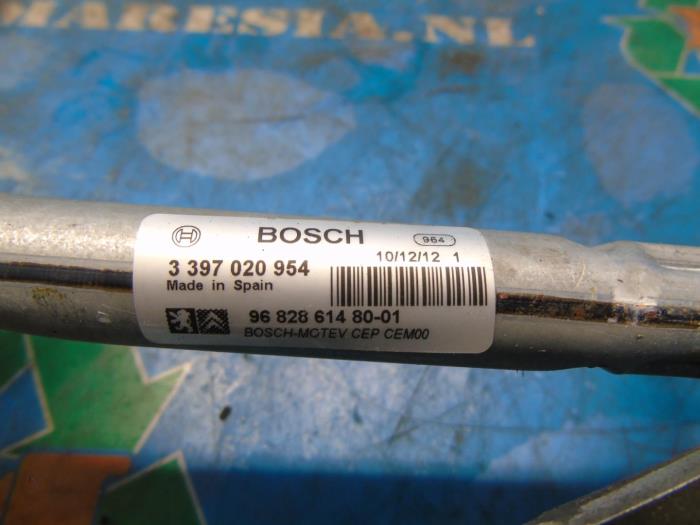 MARESIA.NL
BOSCH
964
10/12/12 1
3 397 020 954
Made in Spain
96 828 614 80-01
BOSCH-MOTEV CEP CEM00